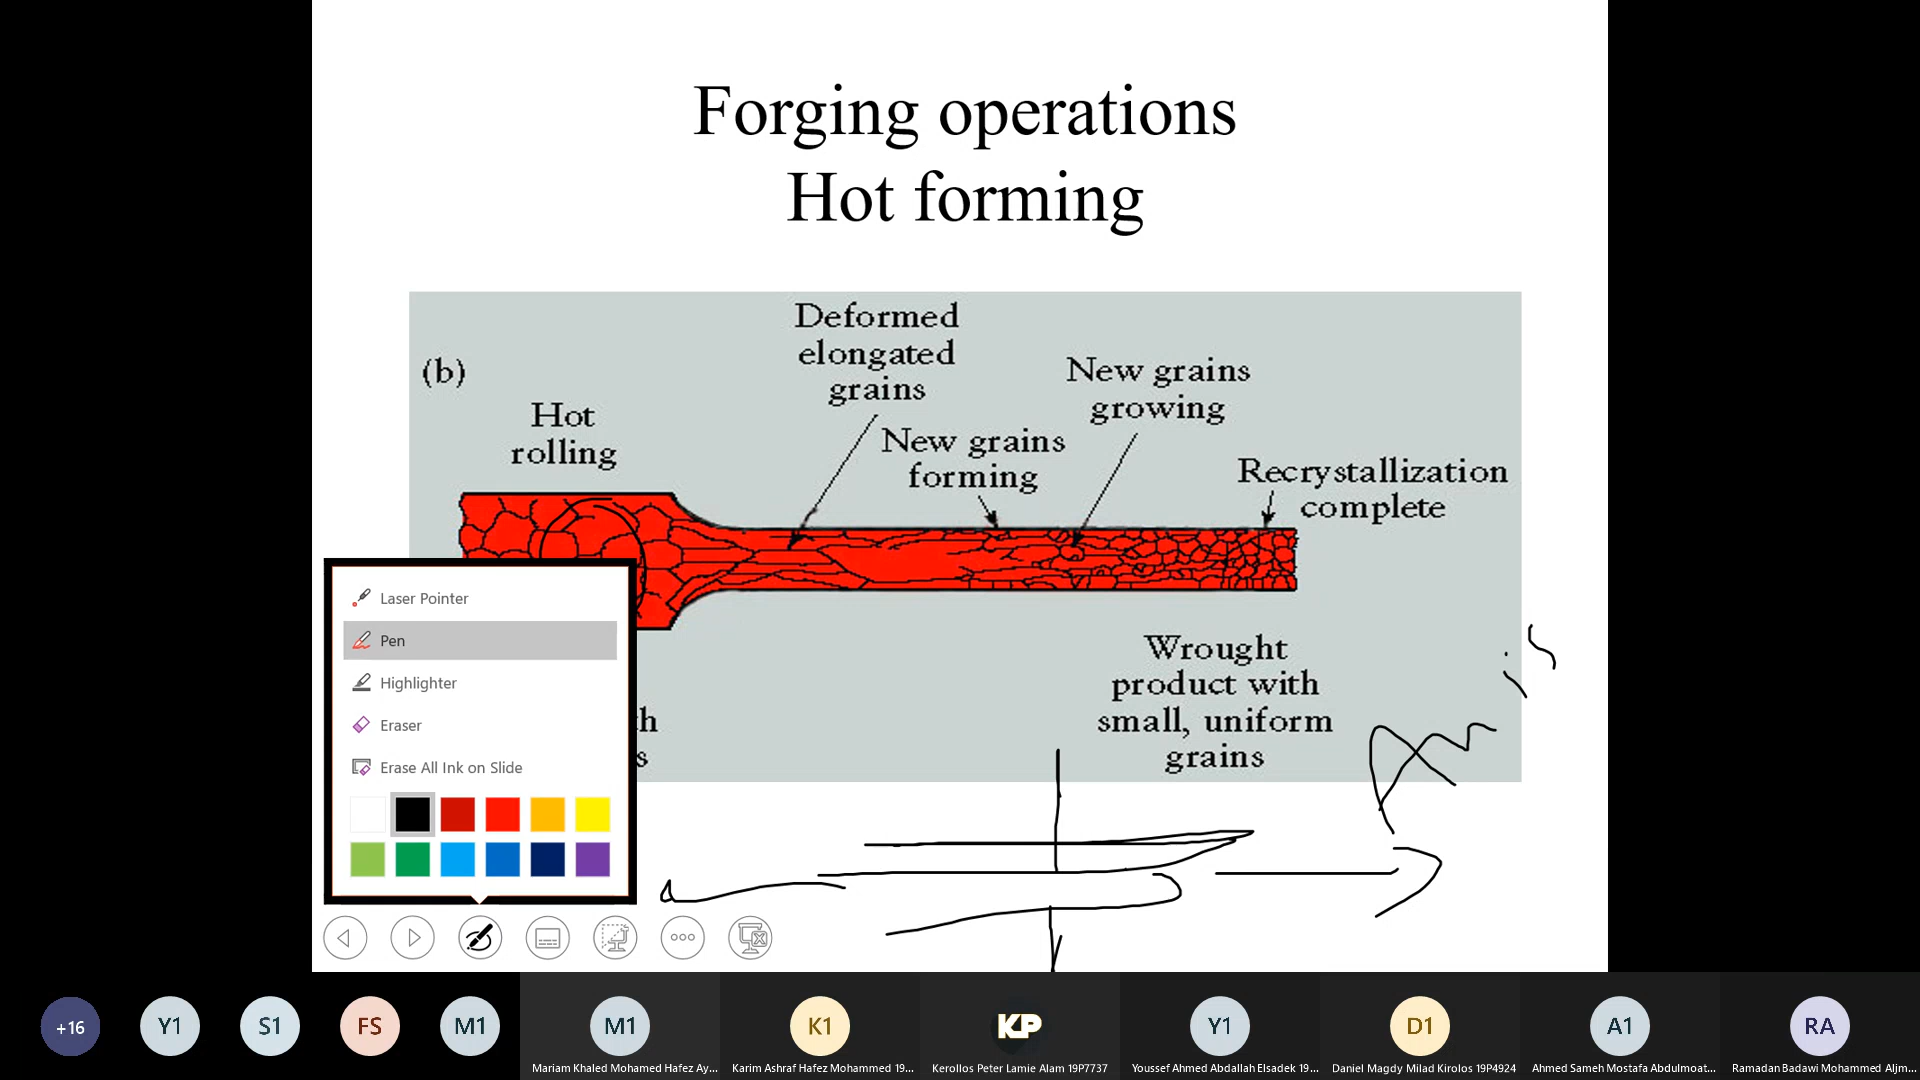 Forging operations
Hot forming
(b)
Hot
rolling
Deformed
elongated
grains
New grains
forming
New grains
growing
Recrystallization
complete
Wrought
product with
small, uniform
grains
Laser Pointer
Pen
Highlighter
Eraser
Erase All Ink on Slide
+16
Y1
S1
FS
M1
M1
K1
KP
Y1
D1
A1
RA
Mariam Khaled Mohamed Hafez Ay...
Karim Ashraf Hafez Mohammed 19...
Kerollos Peter Lamie Alam 19P7737
Youssef Ahmed Abdallah Elsadek 19...
Daniel Magdy Milad Kirolos 19P4924
Ahmed Sameh Mostafa Abdulmoat...
Ramadan Badawi Mohammed Aljm...